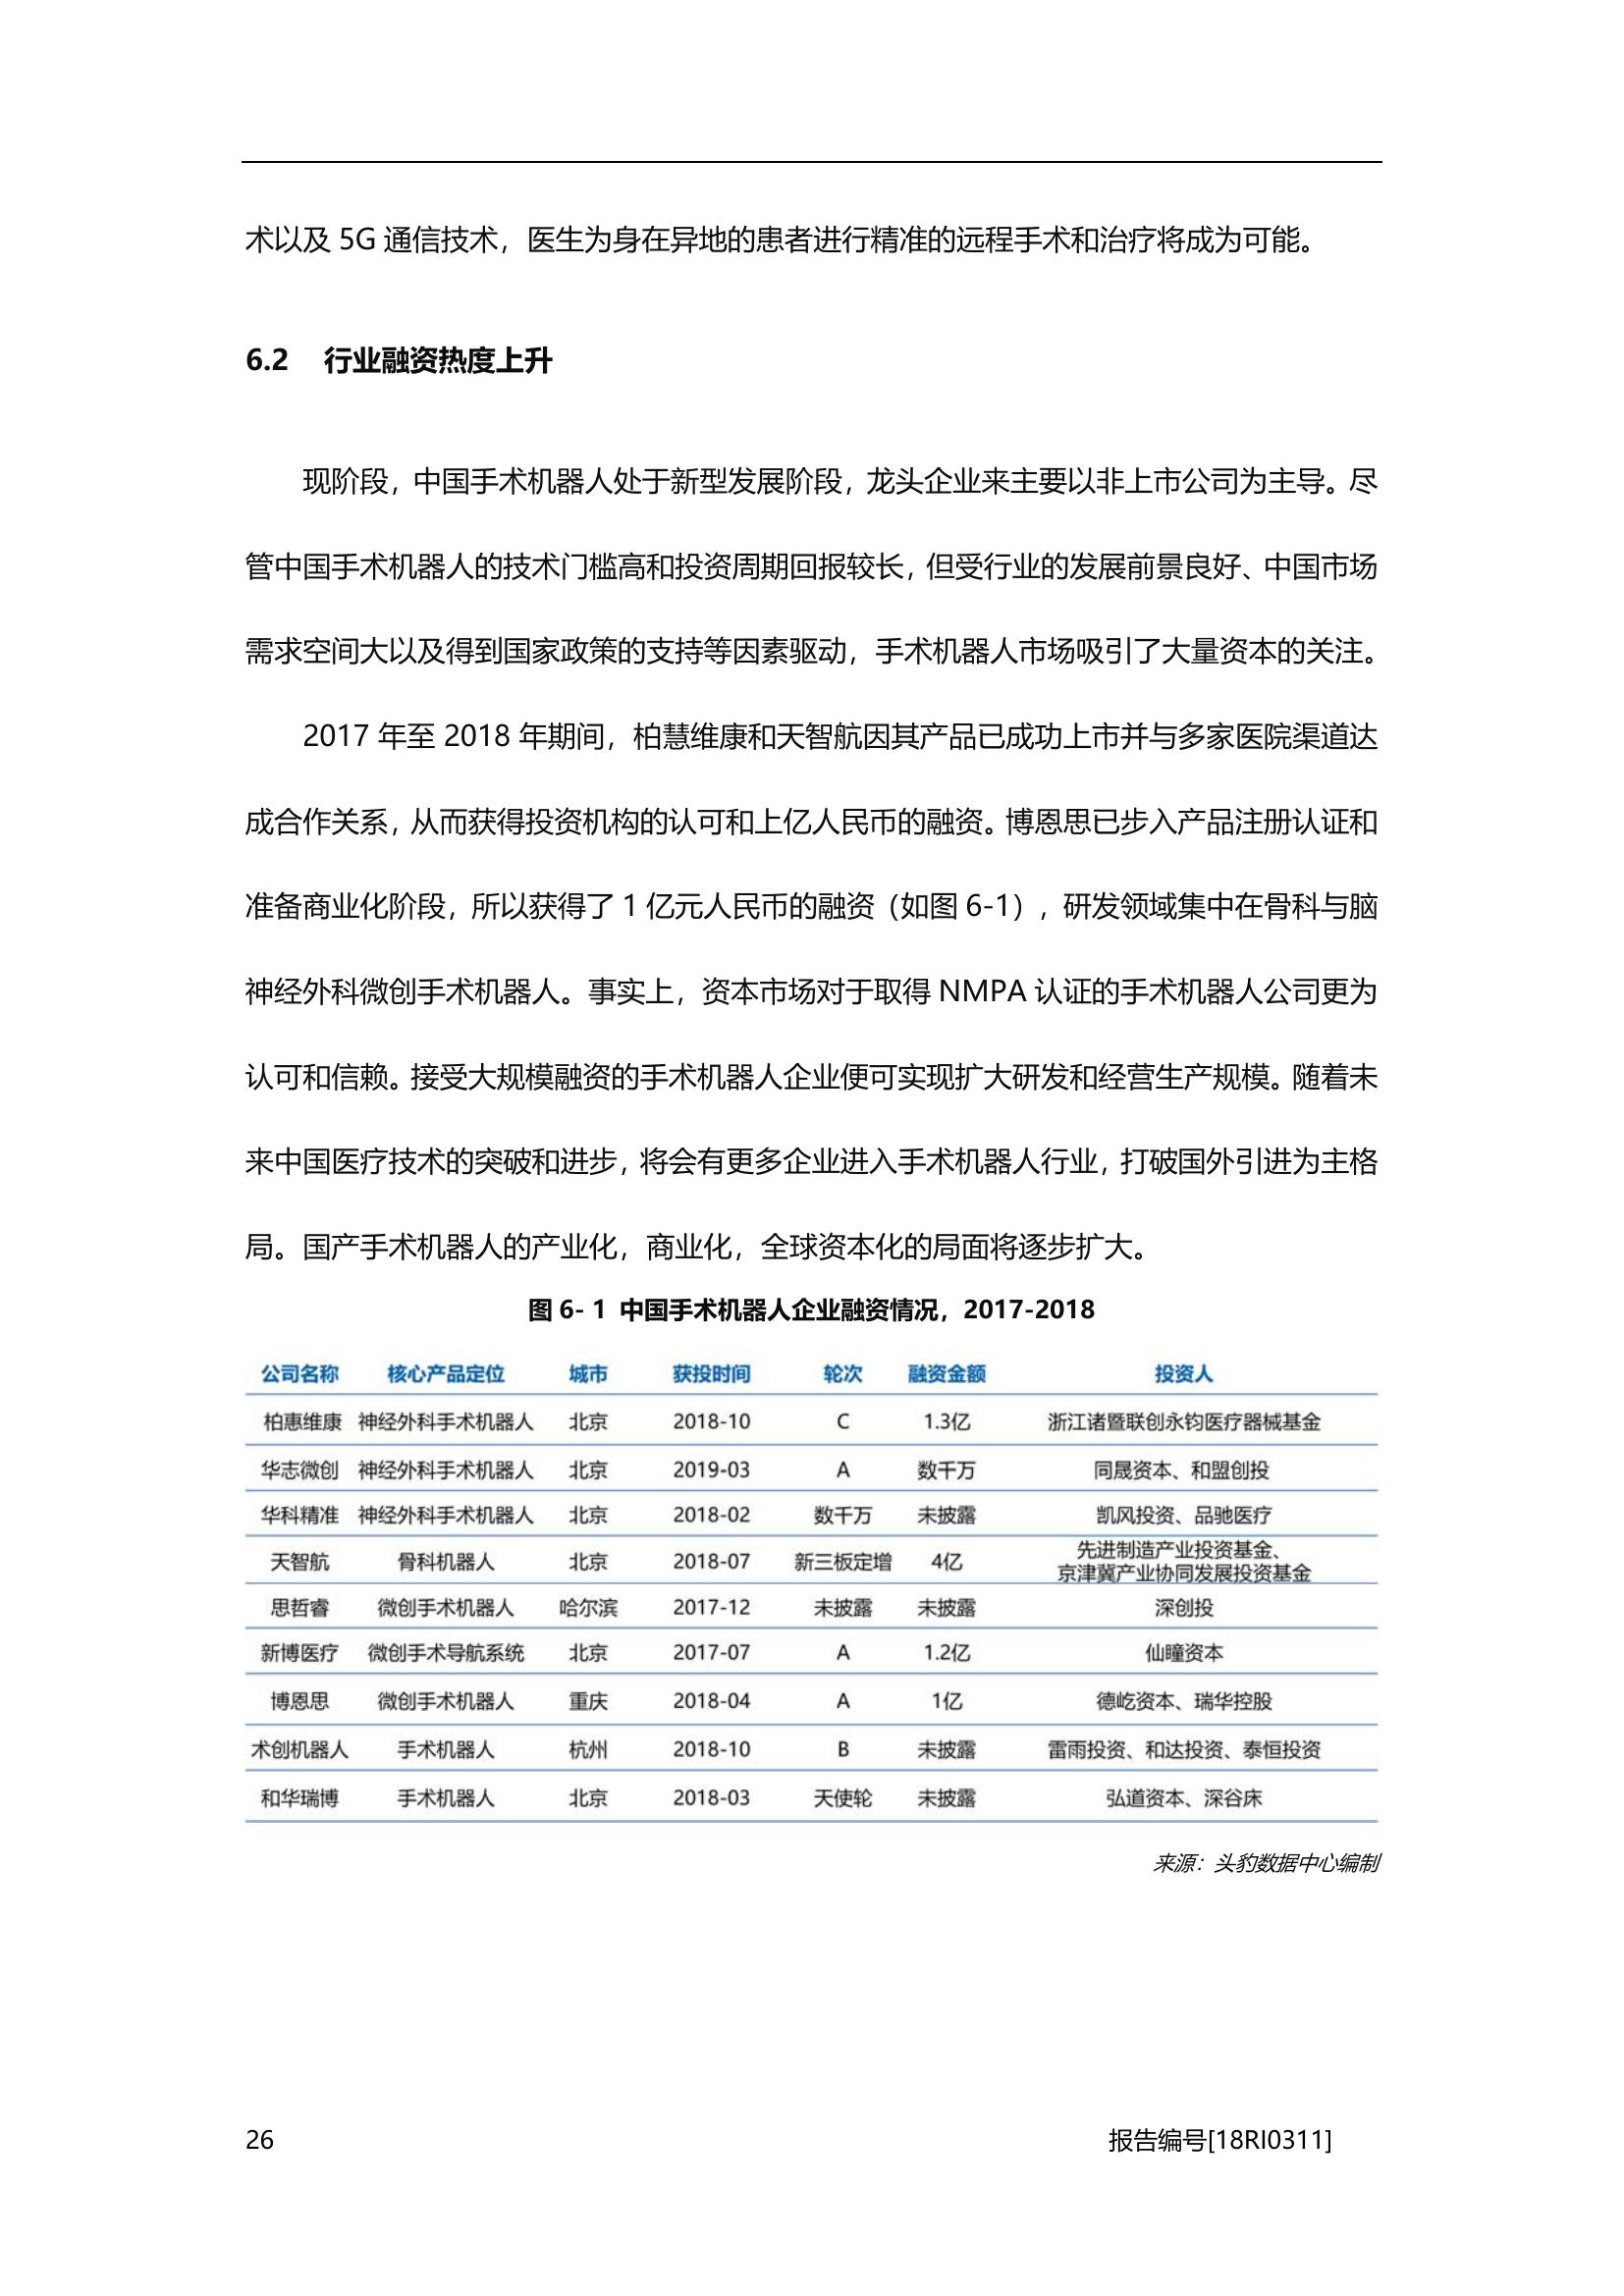 术以及 5G 通信技术，医生为身在异地的患者进行精准的远程手术和治疗将成为可能。
6.2 行业融资热度上升
现阶段，中国手术机器人处于新型发展阶段，龙头企业来主要以非上市公司为主导。尽
管中国手术机器人的技术门槛高和投资周期回报较长，但受行业的发展前景良好、中国市场
需求空间大以及得到国家政策的支持等因素驱动，手术机器人市场吸引了大量资本的关注。
2017 年至 2018 年期间，柏慧维康和天智航因其产品已成功上市并与多家医院渠道达
成合作关系，从而获得投资机构的认可和上亿人民币的融资。博恩思已步入产品注册认证和
准备商业化阶段，所以获得了 1 亿元人民币的融资（如图 6-1），研发领域集中在骨科与脑
神经外科微创手术机器人。事实上，资本市场对于取得 NMPA 认证的手术机器人公司更为
认可和信赖。接受大规模融资的手术机器人企业便可实现扩大研发和经营生产规模。随着未
来中国医疗技术的突破和进步，将会有更多企业进入手术机器人行业，打破国外引进为主格
局。国产手术机器人的产业化，商业化，全球资本化的局面将逐步扩大。
图 6- 1 中国手术机器人企业融资情况，2017-2018
公司名称 核心产品定位 城市 获投时间 轮次 融资金额 投资人
柏惠维康 神经外科手术机器人 北京 2018-10 C 1.3亿 浙江诸暨联创永钧医疗器械基金
华志微创 神经外科手术机器人 北京 2019-03 A 数千万 同晟资本、和盟创投
华科精准 神经外科手术机器人 北京 2018-02 数千万 未披露 凯风投资、品驰医疗
天智航 骨科机器人 北京 2018-07 新三板定增 4亿 先进制造产业投资基金、
京津冀产业协同发展投资基金
思哲睿 微创手术机器人 哈尔滨 2017-12 未披露 未披露 深创投
新博医疗 微创手术导航系统 北京 2017-07 A 1.2亿 仙瞳资本
博恩思 微创手术机器人 重庆 2018-04 A 1亿 德屹资本、瑞华控股
术创机器人 手术机器人 杭州 2018-10 B 未披露 雷雨投资、和达投资、泰恒投资
和华瑞博 手术机器人 北京 2018-03 天使轮 未披露 弘道资本、深谷床
来源：头豹数据中心编制
26 报告编号[18RI0311]